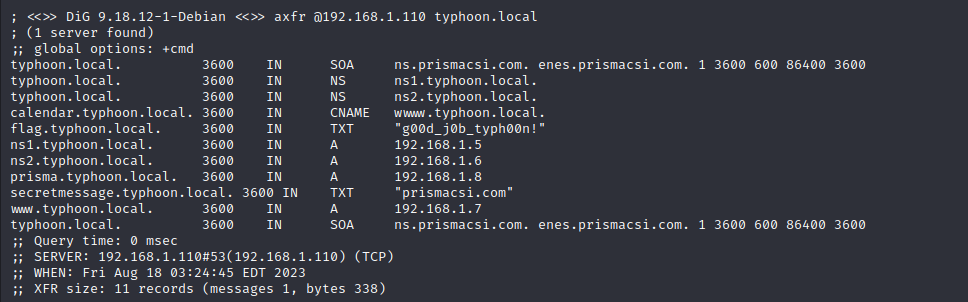 ; <<>> DiG 9.18.12-1-Debian <<>> axfr @192.168.1.110 typhoon.local
; (1 server found)
;; global options: +cmd
typhoon.local. 3600 IN SOA ns.prismacsi.com. enes.prismacsi.com. 1 3600 600 86400 3600
typhoon.local. 3600 IN NS ns1.typhoon.local.
typhoon.local. 3600 IN NS ns2.typhoon.local.
calendar.typhoon.local. 3600 IN CNAME wwww.typhoon.local.
flag.typhoon.local. 3600 IN TXT "g00d_j0b_typh00n!"
ns1.typhoon.local. 3600 IN A 192.168.1.5
ns2.typhoon.local. 3600 IN A 192.168.1.6
prisma.typhoon.local. 3600 IN A 192.168.1.8
secretmessage.typhoon.local. 3600 IN TXT "prismacsi.com"
www.typhoon.local. 3600 IN A 192.168.1.7
typhoon.local. 3600 IN SOA ns.prismacsi.com. enes.prismacsi.com. 1 3600 600 86400 3600
;; Query time: 0 msec
;; SERVER: 192.168.1.110#53(192.168.1.110) (TCP)
;; WHEN: Fri Aug 18 03:24:45 EDT 2023
;; XFR size: 11 records (messages 1, bytes 338)